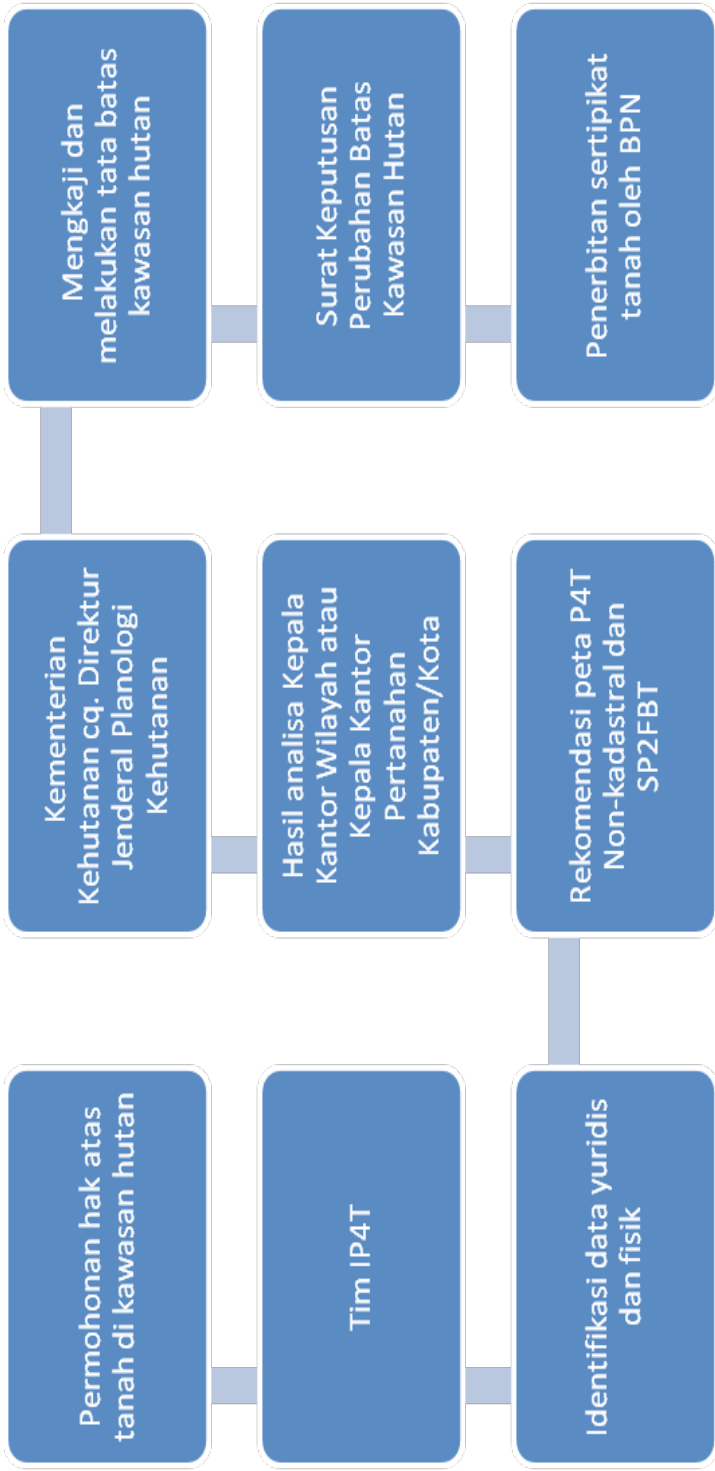 Permohonan hak atas
tanah di kawasan hutan
Tim IP4T
Identifikasi data yuridis
dan fisik
Rekomendasi peta P4T
Non-kadastral dan
SP2FBT
Hasil analisa Kepala
Kantor Wilayah atau
Kepala Kantor
Pertanahan
Kabupaten/Kota
Kementerian
Kehutanan cq. Direktur
Jenderal Planologi
Kehutanan
Mengkaji dan
melakukan tata batas
kawasan hutan
Surat Keputusan
Perubahan Batas
Kawasan Hutan
Penerbitan sertipikat
tanah oleh BPN